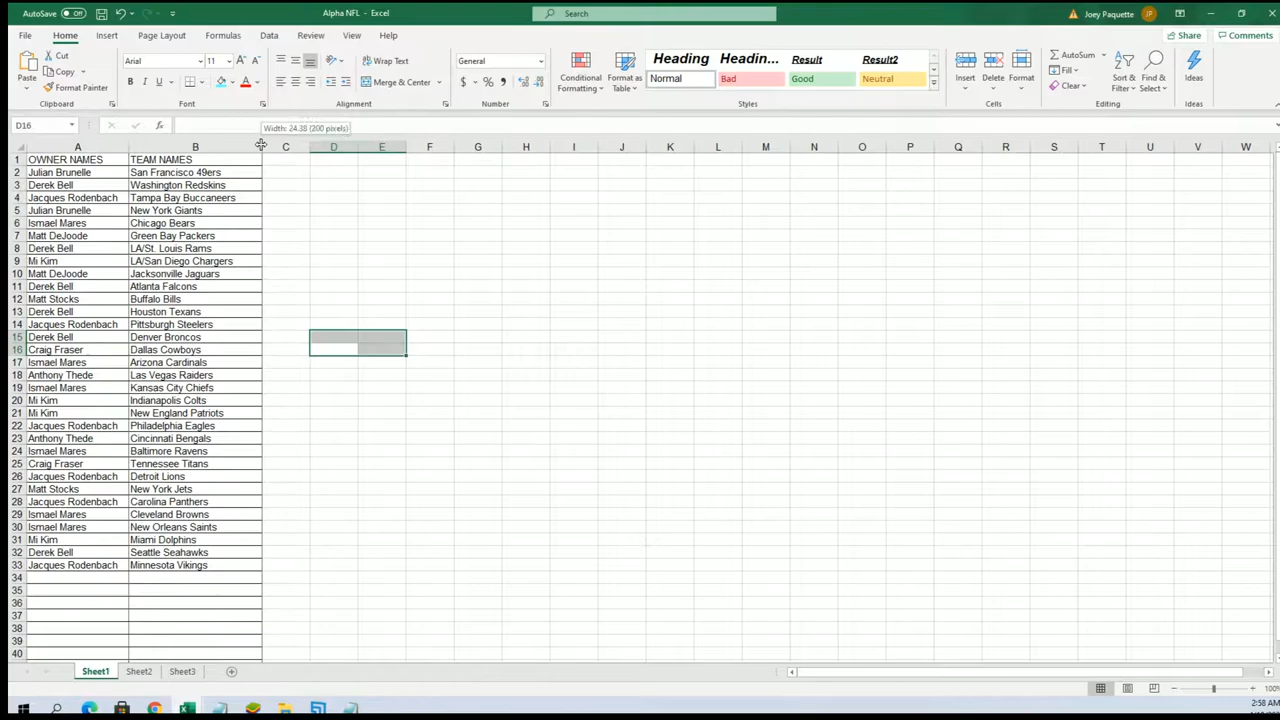 AutoSave Off Alpha NFL - Excel Search Joey Paquette JP
File Home Insert Page Layout Formulas Data Review View Help Share Comments
Paste Cut Copy Format Painter Clipboard
Arial 11 B I U A A Font
Wrap Text Merge & Center Alignment
General $ % Number
Conditional Formatting Format as Table Heading Headin... Result Result2 Normal Bad Good Neutral Styles
Insert Delete Format Cells
AutoSum Fill Clear Sort & Filter Find & Select Editing
Ideas Ideas
D16 fx Width: 24.38 (200 pixels)
A B C D E F G H I J K L M N O P Q R S T U V W
1 OWNER NAMES TEAM NAMES
2 Julian Brunelle San Francisco 49ers
3 Derek Bell Washington Redskins
4 Jacques Rodenbach Tampa Bay Buccaneers
5 Julian Brunelle New York Giants
6 Ismael Mares Chicago Bears
7 Matt DeJoode Green Bay Packers
8 Derek Bell LA/St. Louis Rams
9 Mi Kim LA/San Diego Chargers
10 Matt DeJoode Jacksonville Jaguars
11 Derek Bell Atlanta Falcons
12 Matt Stocks Buffalo Bills
13 Derek Bell Houston Texans
14 Jacques Rodenbach Pittsburgh Steelers
15 Derek Bell Denver Broncos
16 Craig Fraser Dallas Cowboys
17 Ismael Mares Arizona Cardinals
18 Anthony Thede Las Vegas Raiders
19 Ismael Mares Kansas City Chiefs
20 Mi Kim Indianapolis Colts
21 Mi Kim New England Patriots
22 Jacques Rodenbach Philadelphia Eagles
23 Anthony Thede Cincinnati Bengals
24 Ismael Mares Baltimore Ravens
25 Craig Fraser Tennessee Titans
26 Jacques Rodenbach Detroit Lions
27 Matt Stocks New York Jets
28 Jacques Rodenbach Carolina Panthers
29 Ismael Mares Cleveland Browns
30 Ismael Mares New Orleans Saints
31 Mi Kim Miami Dolphins
32 Derek Bell Seattle Seahawks
33 Jacques Rodenbach Minnesota Vikings
34
35
36
37
38
39
40
Sheet1 Sheet2 Sheet3
100%
2:58 AM